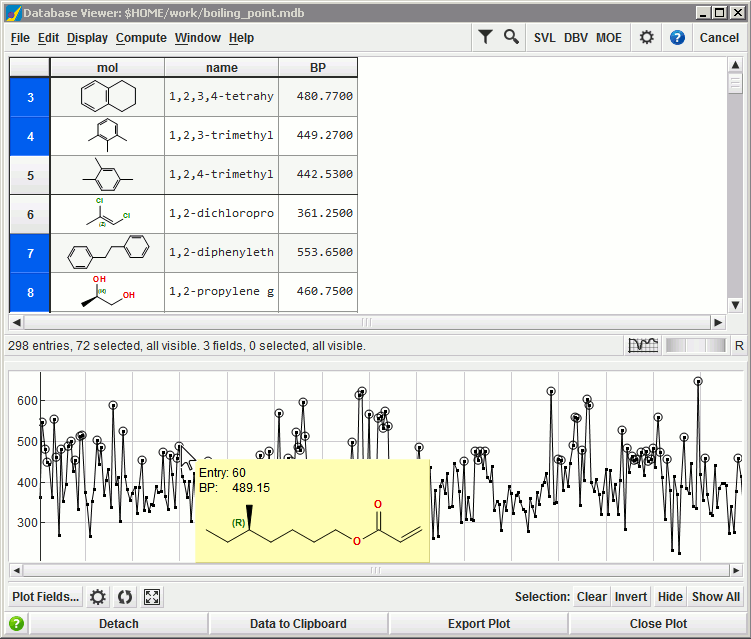 Database Viewer: $HOME/work/boiling_point.mdb
File Edit Display Compute Window Help SVL DBV MOE ? Cancel
mol name BP
3 1,2,3,4-tetrahy 480.7700
4 1,2,3-trimethyl 449.2700
5 1,2,4-trimethyl 442.5300
6 Cl Cl (Z) 1,2-dichloropro 361.2500
7 1,2-diphenyleth 553.6500
8 OH (R) OH 1,2-propylene g 460.7500
298 entries, 72 selected, all visible. 3 fields, 0 selected, all visible. R
600
500
400
300
Entry: 60
BP: 489.15
(R) O O
Plot Fields... Selection: Clear Invert Hide Show All
? Detach Data to Clipboard Export Plot Close Plot